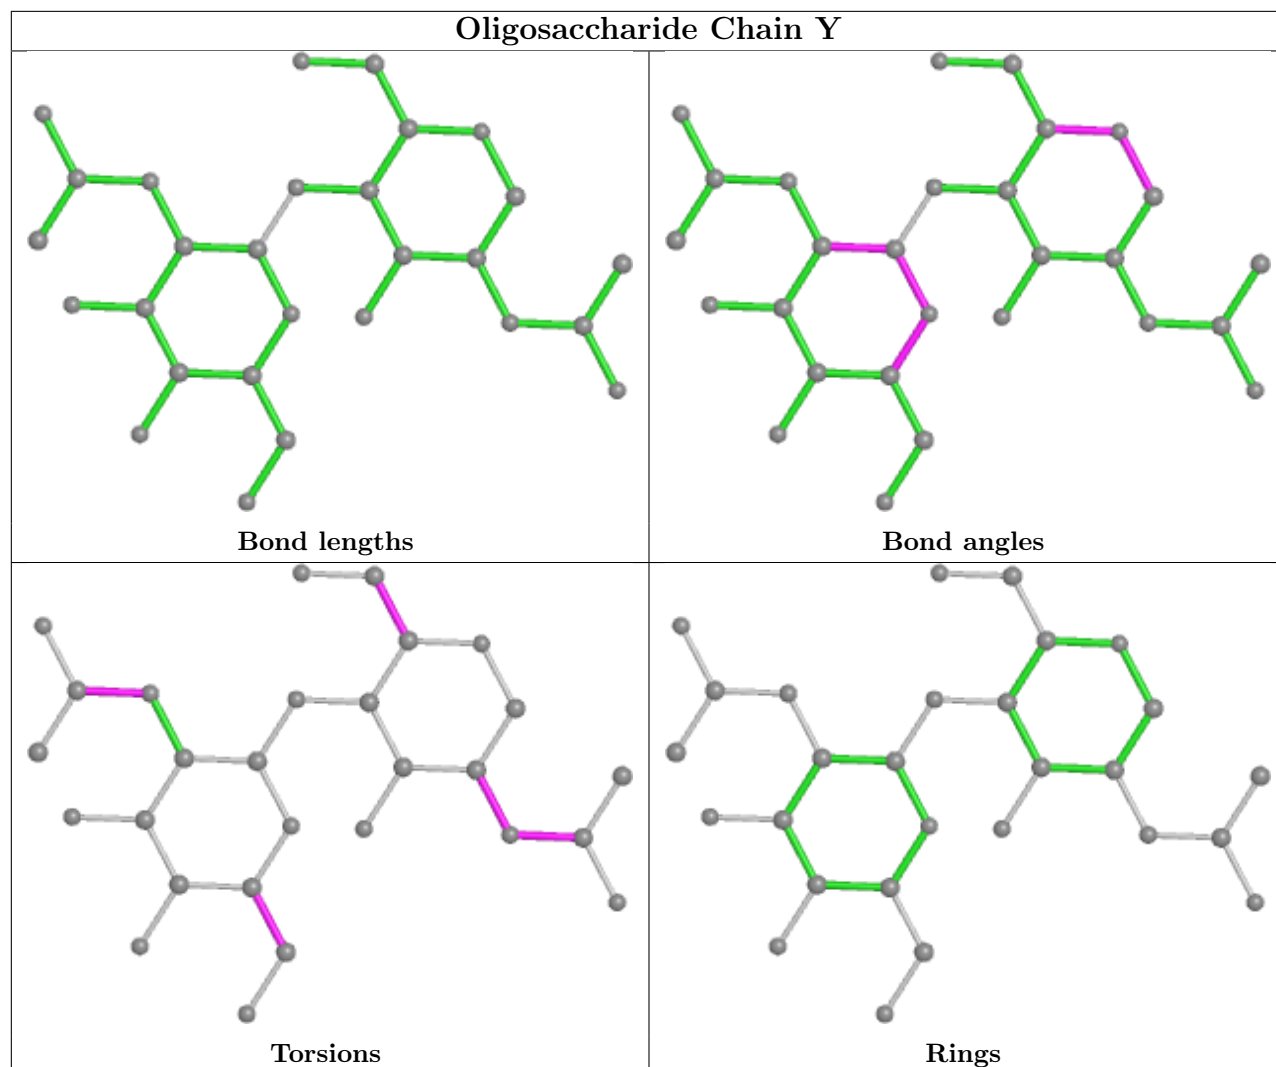 Oligosaccharide Chain Y
Bond lengths
Bond angles
Torsions
Rings